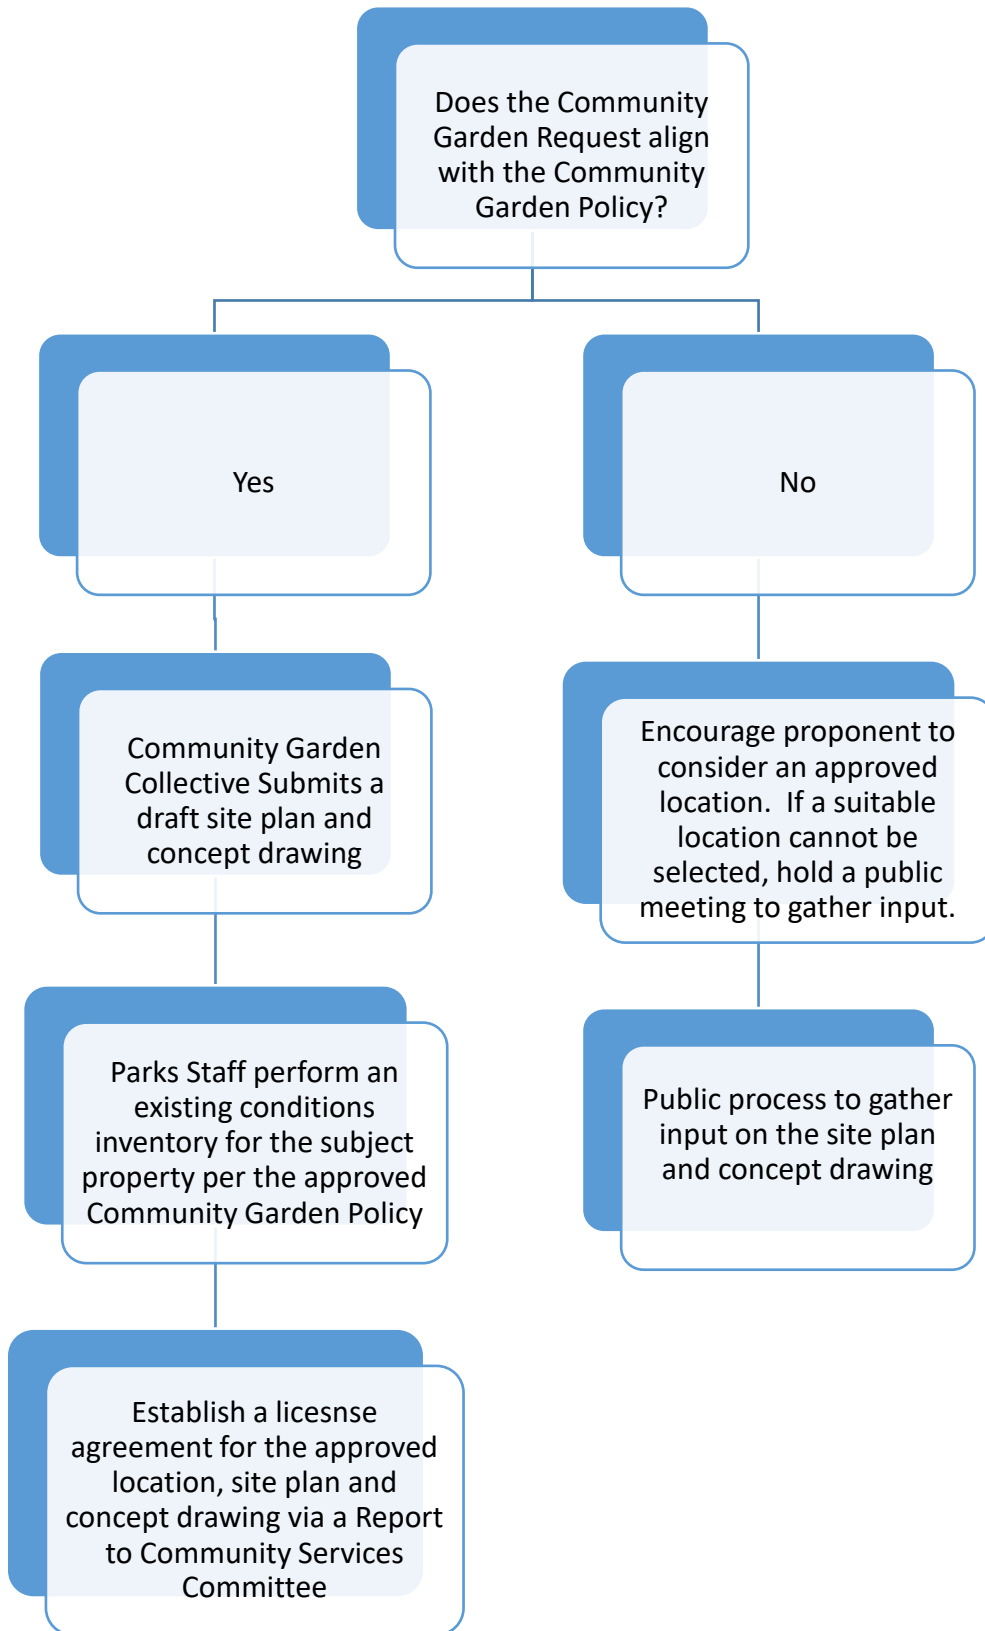 Does the Community
Garden Request align
with the Community
Garden Policy?
Yes
No
Community Garden
Collective Submits a
draft site plan and
concept drawing
Encourage proponent to
consider an approved
location.  If a suitable
location cannot be
selected, hold a public
meeting to gather input.
Parks Staff perform an
existing conditions
inventory for the subject
property per the approved
Community Garden Policy
Public process to gather
input on the site plan
and concept drawing
Establish a licesnse
agreement for the approved
location, site plan and
concept drawing via a Report
to Community Services
Committee